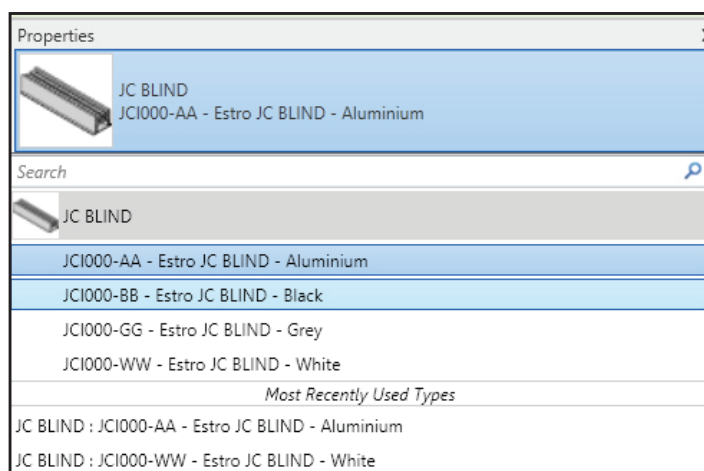 Properties
JC BLIND
JCI000-AA - Estro JC BLIND - Aluminium
Search
JC BLIND
JCI000-AA - Estro JC BLIND - Aluminium
JCI000-BB - Estro JC BLIND - Black
JCI000-GG - Estro JC BLIND - Grey
JCI000-WW - Estro JC BLIND - White
Most Recently Used Types
JC BLIND : JCI000-AA - Estro JC BLIND - Aluminium
JC BLIND : JCI000-WW - Estro JC BLIND - White